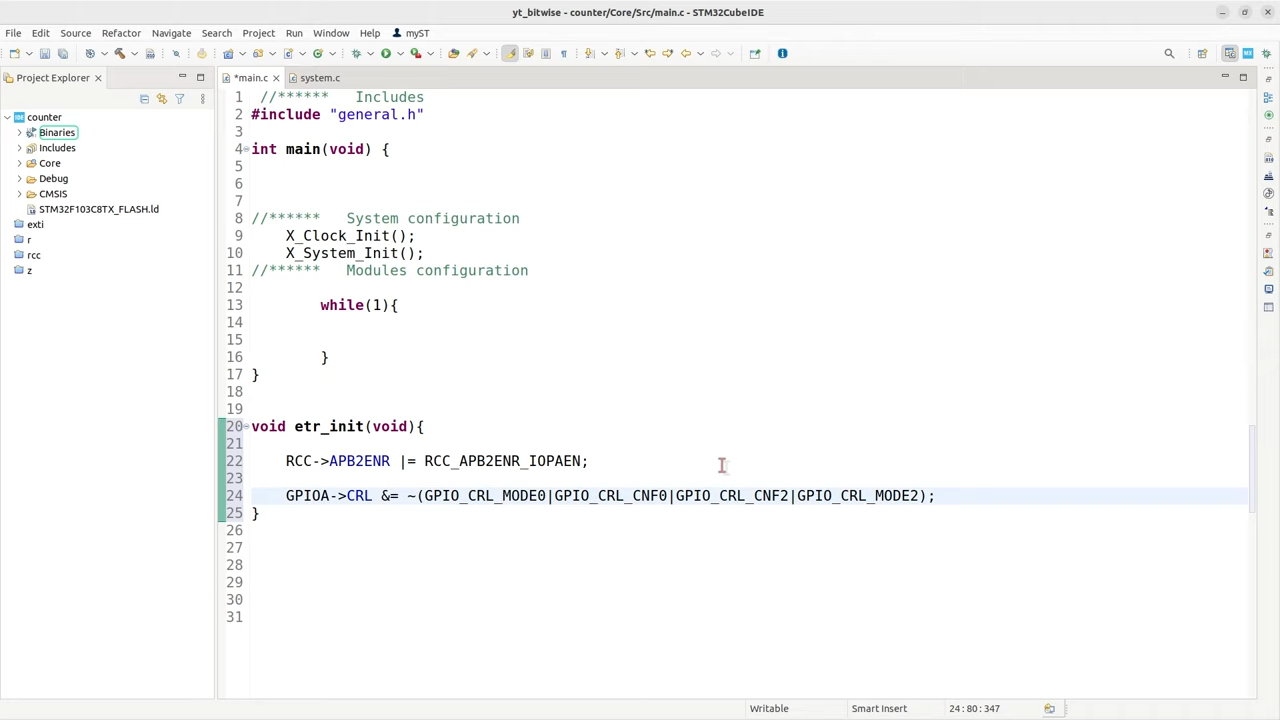 yt_bitwise - counter/Core/Src/main.c - STM32CubeIDE
File Edit Source Refactor Navigate Search Project Run Window Help myST
Project Explorer
*main.c
system.c
counter
Binaries
Includes
Core
Debug
CMSIS
STM32F103C8TX_FLASH.ld
exti
r
rcc
z
1 //****** Includes
2 #include "general.h"
3
4 int main(void) {
5
6
7
8 //****** System configuration
9 X_Clock_Init();
10 X_System_Init();
11 //****** Modules configuration
12
13 while(1){
14
15
16 }
17 }
18
19
20 void etr_init(void){
21
22 RCC->APB2ENR |= RCC_APB2ENR_IOPAEN;
23
24 GPIOA->CRL &= ~(GPIO_CRL_MODE0|GPIO_CRL_CNF0|GPIO_CRL_CNF2|GPIO_CRL_MODE2);
25 }
26
27
28
29
30
31
Writable Smart Insert 24:80:347